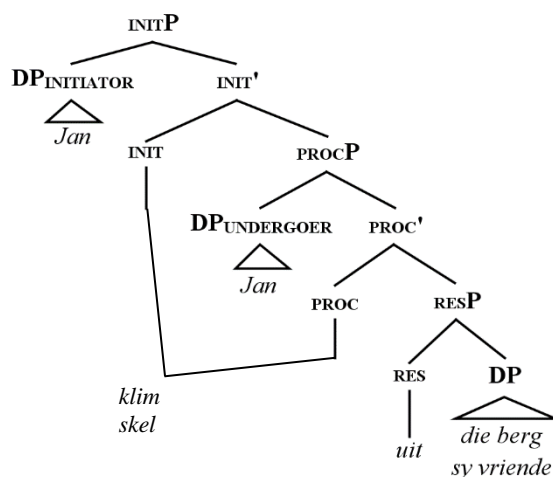 INITP
DPINITIATOR INIT'
Jan
INIT PROCP
DPUNDERGOER PROC'
Jan
PROC RESP
klim RES DP
skel
uit die berg
sy vriende